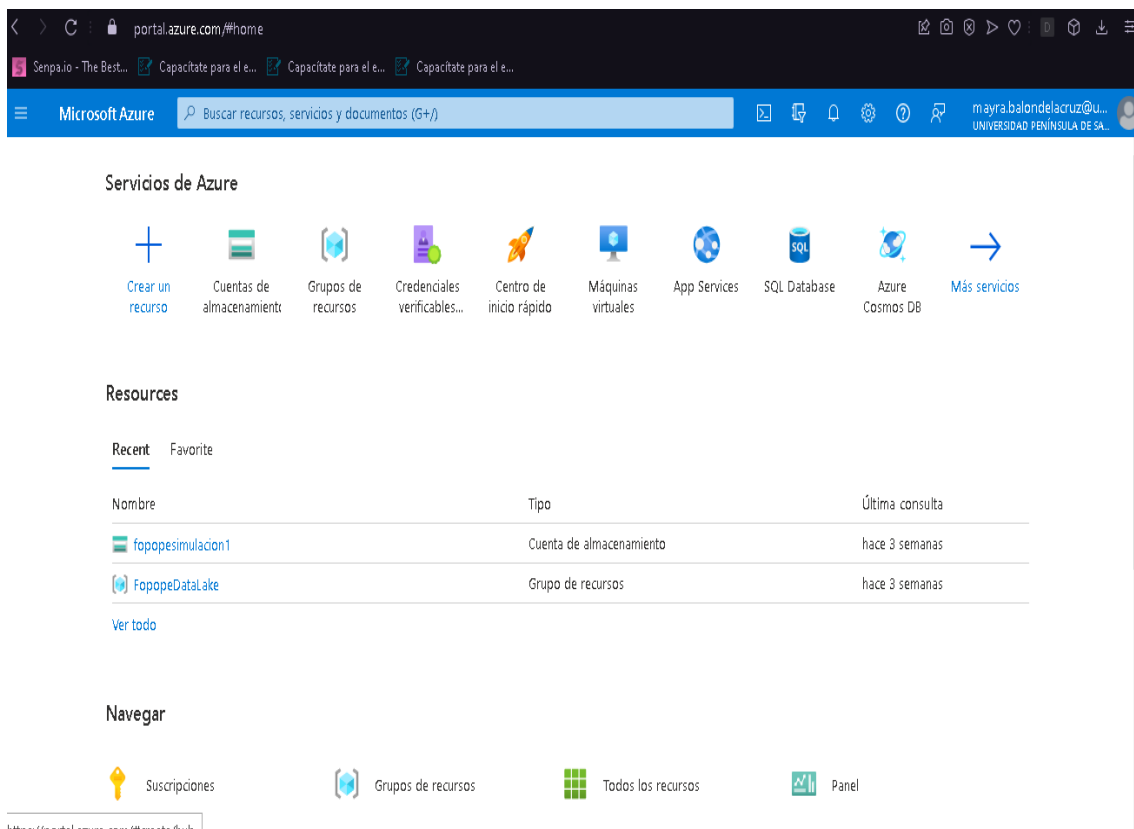 portal.azure.com/#home
D
Senpa.io - The Best... Capacítate para el e... Capacítate para el e... Capacítate para el e...
Microsoft Azure
Buscar recursos, servicios y documentos (G+/)
mayra.balondelacruz@u...
UNIVERSIDAD PENÍNSULA DE SA...
Servicios de Azure
Crear un
recurso
Cuentas de
almacenamiento
Grupos de
recursos
Credenciales
verificables...
Centro de
inicio rápido
Máquinas
virtuales
App Services
SQL
SQL Database
Azure
Cosmos DB
Más servicios
Resources
Recent Favorite
Nombre Tipo Última consulta
fopopesimulacion1 Cuenta de almacenamiento hace 3 semanas
FopopeDataLake Grupo de recursos hace 3 semanas
Ver todo
Navegar
Suscripciones Grupos de recursos Todos los recursos Panel